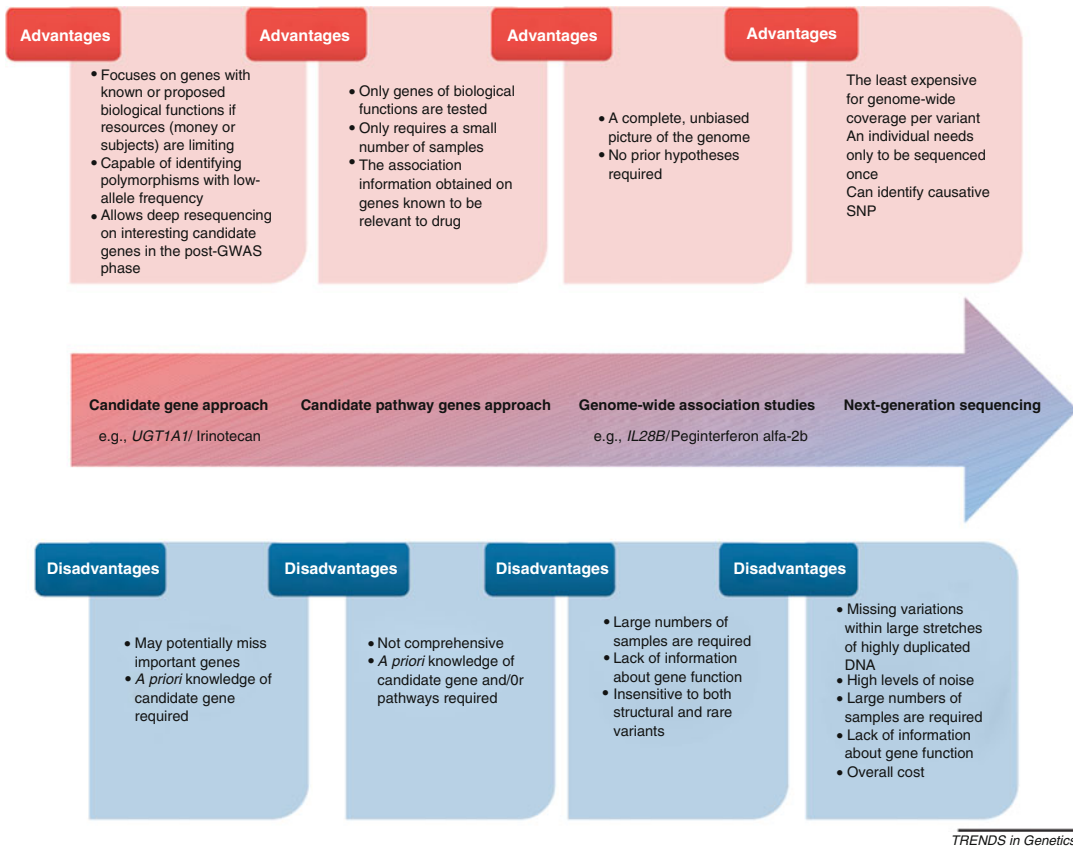 Advantages
• Focuses on genes with
known or proposed
biological functions if
resources (money or
subjects) are limiting
• Capable of identifying
polymorphisms with low-
allele frequency
• Allows deep resequencing
on interesting candidate
genes in the post-GWAS
phase
Advantages
• Only genes of biological
functions are tested
• Only requires a small
number of samples
• The association
information obtained on
genes known to be
relevant to drug
Advantages
• A complete, unbiased
picture of the genome
• No prior hypotheses
required
Advantages
The least expensive
for genome-wide
coverage per variant
An individual needs
only to be sequenced
once
Can identify causative
SNP
Candidate gene approach
e.g., UGT1A1/ Irinotecan
Candidate pathway genes approach
Genome-wide association studies
e.g., IL28B/Peginterferon alfa-2b
Next-generation sequencing
Disadvantages
• May potentially miss
important genes
• A priori knowledge of
candidate gene
required
Disadvantages
• Not comprehensive
• A priori knowledge of
candidate gene and/0r
pathways required
Disadvantages
• Large numbers of
samples are required
• Lack of information
about gene function
• Insensitive to both
structural and rare
variants
Disadvantages
• Missing variations
within large stretches
of highly duplicated
DNA
• High levels of noise
• Large numbers of
samples are required
• Lack of information
about gene function
• Overall cost
TRENDS in Genetics